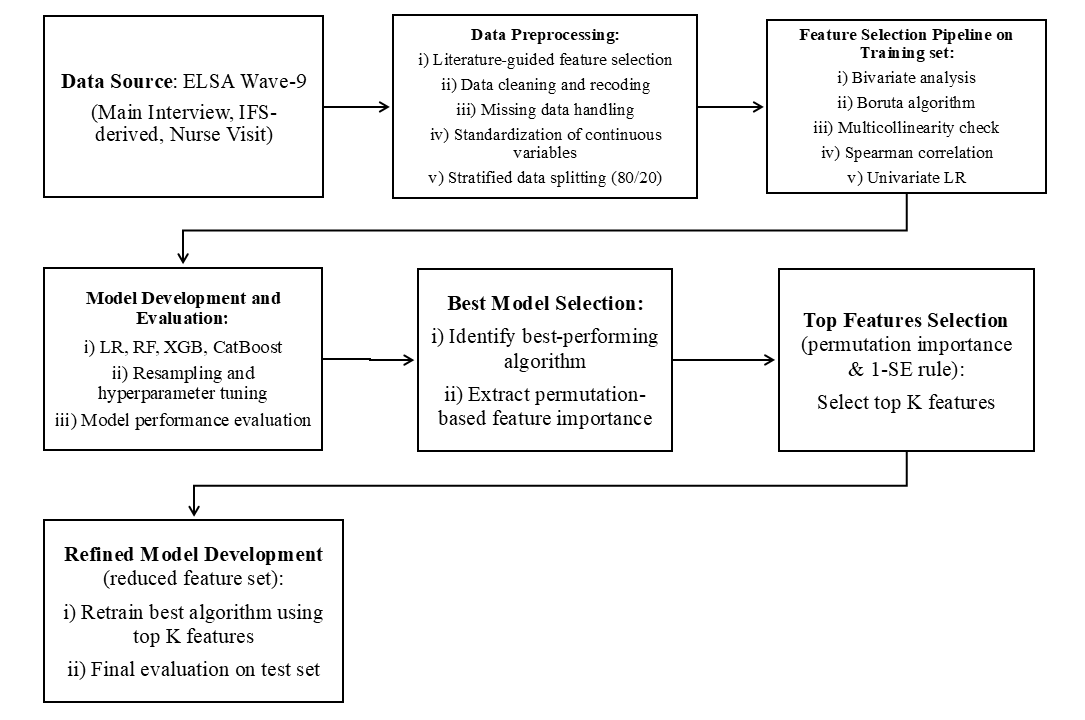 Data Source: ELSA Wave-9
(Main Interview, IFS-
derived, Nurse Visit)
Data Preprocessing:
i) Literature-guided feature selection
ii) Data cleaning and recoding
iii) Missing data handling
iv) Standardization of continuous
variables
v) Stratified data splitting (80/20)
Feature Selection Pipeline on
Training set:
i) Bivariate analysis
ii) Boruta algorithm
iii) Multicollinearity check
iv) Spearman correlation
v) Univariate LR
Model Development and
Evaluation:
i) LR, RF, XGB, CatBoost
ii) Resampling and
hyperparameter tuning
iii) Model performance evaluation
Best Model Selection:
i) Identify best-performing
algorithm
ii) Extract permutation-
based feature importance
Top Features Selection
(permutation importance
& 1-SE rule):
Select top K features
Refined Model Development
(reduced feature set):
i) Retrain best algorithm using
top K features
ii) Final evaluation on test set